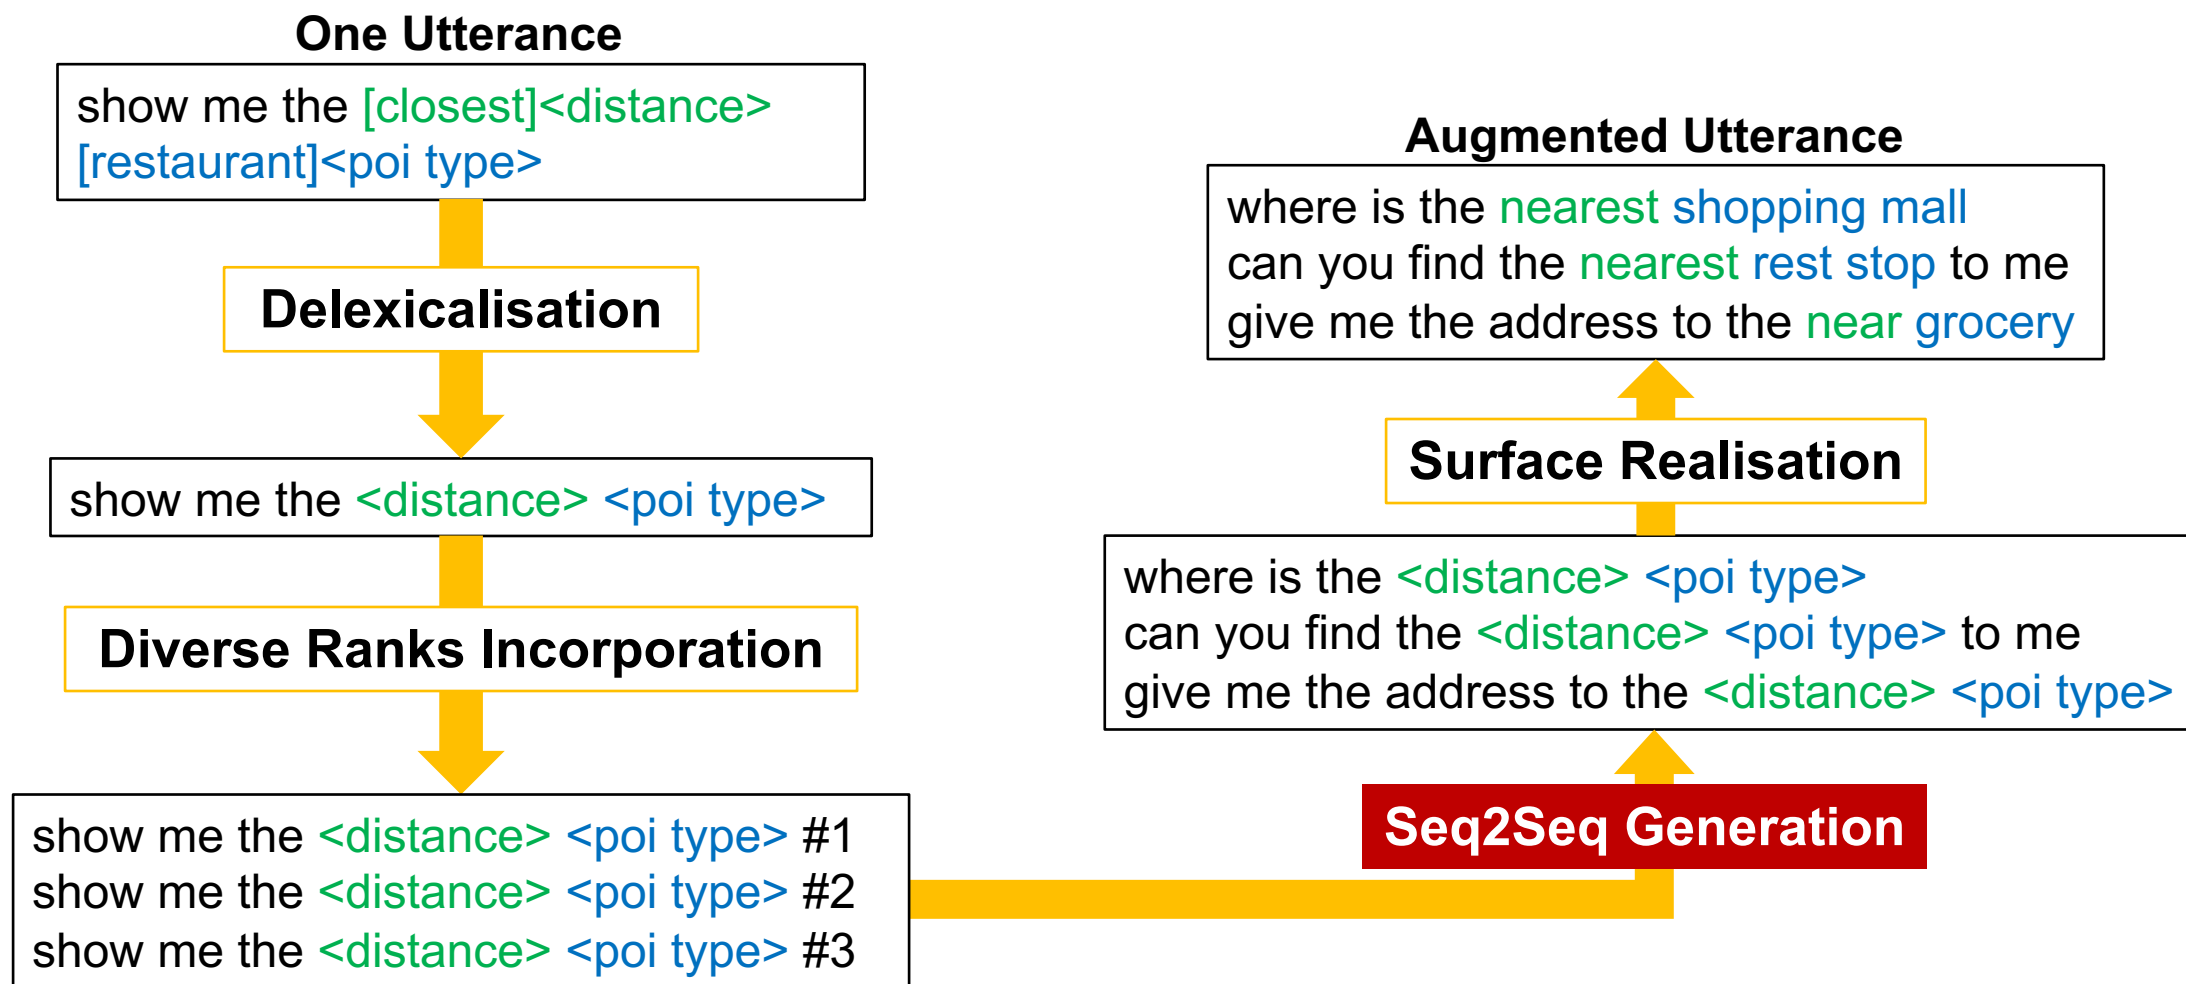 One Utterance
show me the [closest]<distance>
[restaurant]<poi type>
Delexicalisation
show me the <distance> <poi type>
Diverse Ranks Incorporation
show me the <distance> <poi type> #1
show me the <distance> <poi type> #2
show me the <distance> <poi type> #3
Seq2Seq Generation
where is the <distance> <poi type>
can you find the <distance> <poi type> to me
give me the address to the <distance> <poi type>
Surface Realisation
Augmented Utterance
where is the nearest shopping mall
can you find the nearest rest stop to me
give me the address to the near grocery